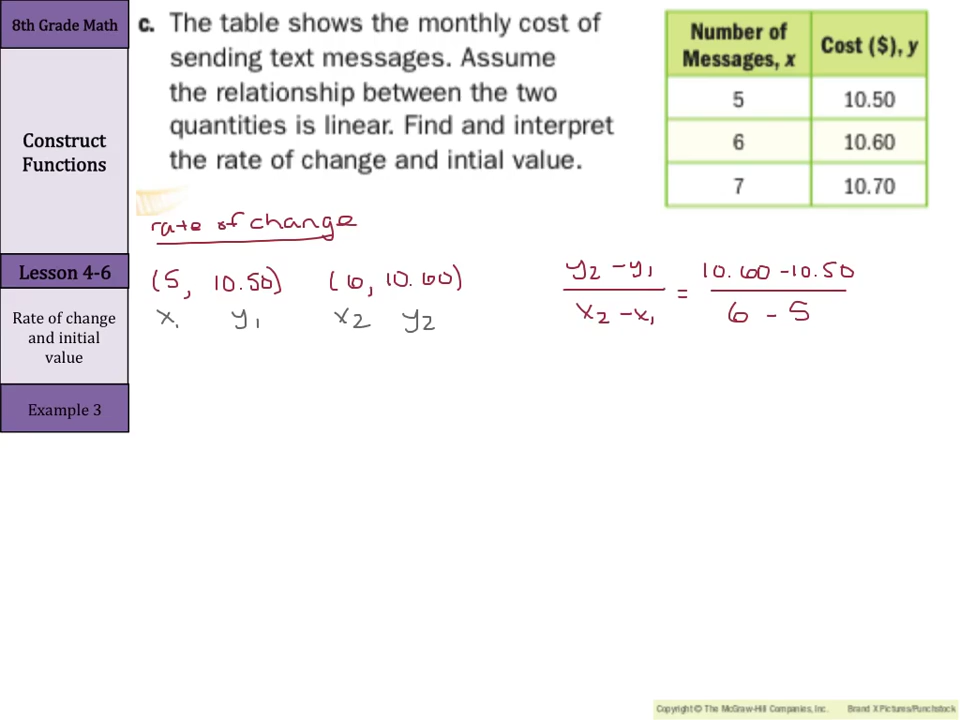 8th Grade Math
Construct
Functions
Lesson 4-6
Rate of change
and initial
value
Example 3
c. The table shows the monthly cost of
sending text messages. Assume
the relationship between the two
quantities is linear. Find and interpret
the rate of change and intial value.
Number of Messages, x Cost ($), y
5 10.50
6 10.60
7 10.70
rate of change
(5, 10.50) (6, 10.60)
x₁ y₁ x₂ y₂
y₂ - y₁ = 10.60 - 10.50
x₂ - x₁ 6 - 5
Copyright © The McGraw-Hill Companies, Inc. Brand X Pictures/Punchstock